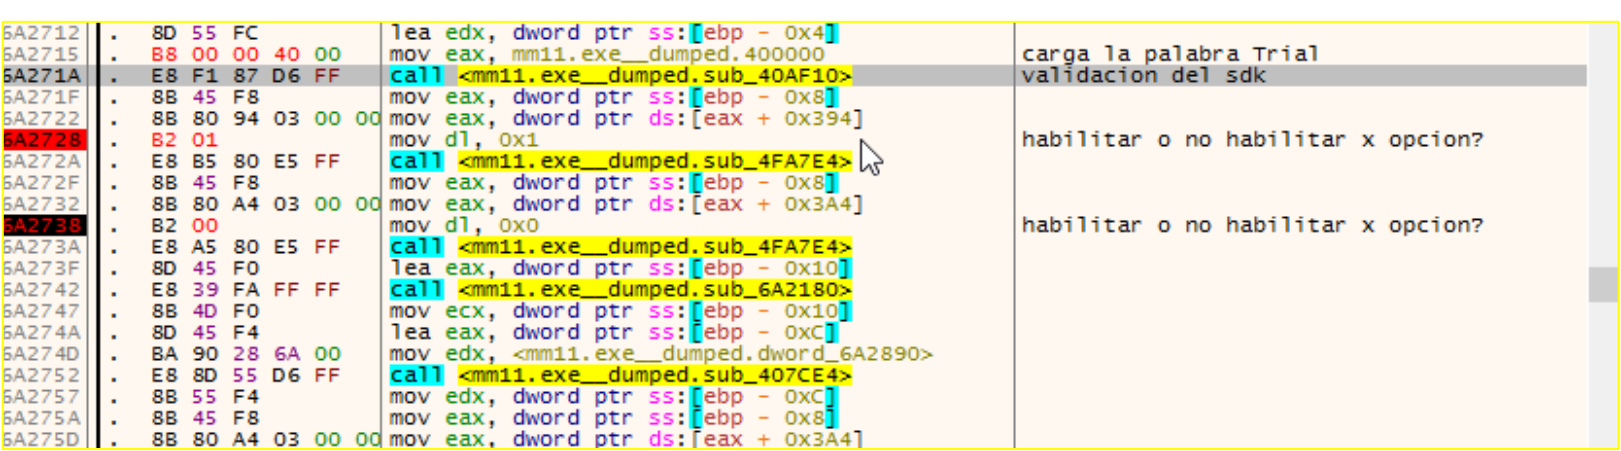 6A2712 . 8D 55 FC lea edx, dword ptr ss:[ebp - 0x4]
6A2715 . B8 00 00 40 00 mov eax, mm11.exe__dumped.400000 carga la palabra Trial
6A271A . E8 F1 87 D6 FF call <mm11.exe__dumped.sub_40AF10> validacion del sdk
6A271F . 8B 45 F8 mov eax, dword ptr ss:[ebp - 0x8]
6A2722 . 8B 80 94 03 00 00 mov eax, dword ptr ds:[eax + 0x394]
6A2728 . B2 01 mov dl, 0x1 habilitar o no habilitar x opcion?
6A272A . E8 B5 80 E5 FF call <mm11.exe__dumped.sub_4FA7E4>
6A272F . 8B 45 F8 mov eax, dword ptr ss:[ebp - 0x8]
6A2732 . 8B 80 A4 03 00 00 mov eax, dword ptr ds:[eax + 0x3A4]
6A2738 . B2 00 mov dl, 0x0 habilitar o no habilitar x opcion?
6A273A . E8 A5 80 E5 FF call <mm11.exe__dumped.sub_4FA7E4>
6A273F . 8D 45 F0 lea eax, dword ptr ss:[ebp - 0x10]
6A2742 . E8 39 FA FF FF call <mm11.exe__dumped.sub_6A2180>
6A2747 . 8B 4D F0 mov ecx, dword ptr ss:[ebp - 0x10]
6A274A . 8D 45 F4 lea eax, dword ptr ss:[ebp - 0xC]
6A274D . BA 90 28 6A 00 mov edx, <mm11.exe__dumped.dword_6A2890>
6A2752 . E8 8D 55 D6 FF call <mm11.exe__dumped.sub_407CE4>
6A2757 . 8B 55 F4 mov edx, dword ptr ss:[ebp - 0xC]
6A275A . 8B 45 F8 mov eax, dword ptr ss:[ebp - 0x8]
6A275D . 8B 80 A4 03 00 00 mov eax, dword ptr ds:[eax + 0x3A4]